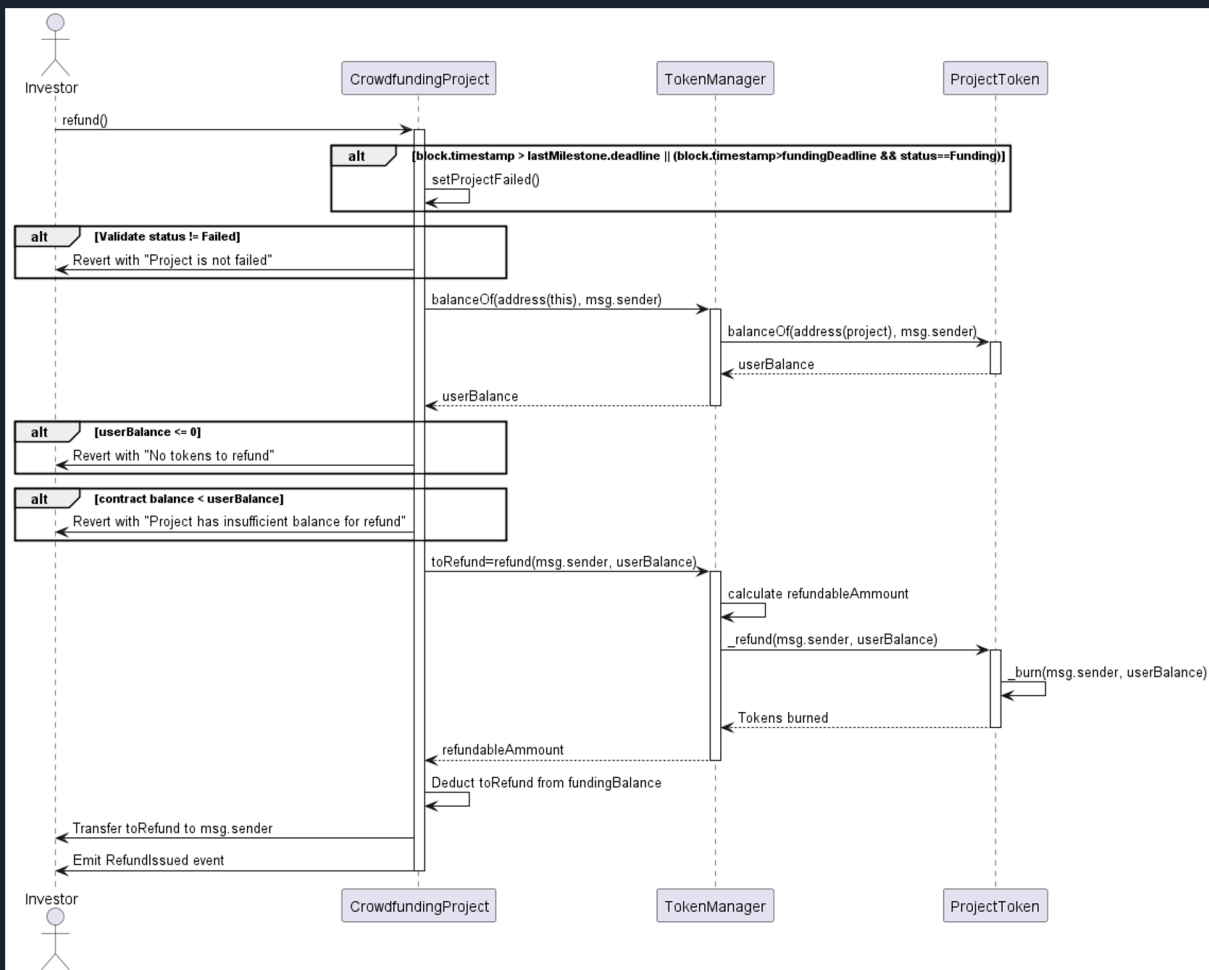 Investor
CrowdfundingProject
TokenManager
ProjectToken
refund()
alt
[block.timestamp > lastMilestone.deadline || (block.timestamp>fundingDeadline && status==Funding)]
setProjectFailed()
alt
[Validate status != Failed]
Revert with "Project is not failed"
balanceOf(address(this), msg.sender)
balanceOf(address(project), msg.sender)
userBalance
userBalance
alt
[userBalance <= 0]
Revert with "No tokens to refund"
alt
[contract balance < userBalance]
Revert with "Project has insufficient balance for refund"
toRefund=refund(msg.sender, userBalance)
calculate refundableAmmount
_refund(msg.sender, userBalance)
_burn(msg.sender, userBalance)
Tokens burned
refundableAmmount
Deduct toRefund from fundingBalance
Transfer toRefund to msg.sender
Emit RefundIssued event
Investor
CrowdfundingProject
TokenManager
ProjectToken